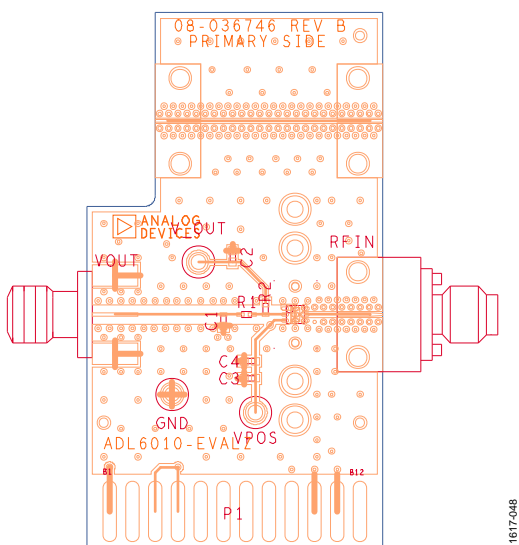 08-036746 REV B
PRIMARY SIDE
ANALOG
DEVICES
V_OUT
RFIN
VOUT
C2
R2
R1
C1
C4
C3
GND
VPOS
ADL6010-EVALZ
B1
B12
P1
1617-048